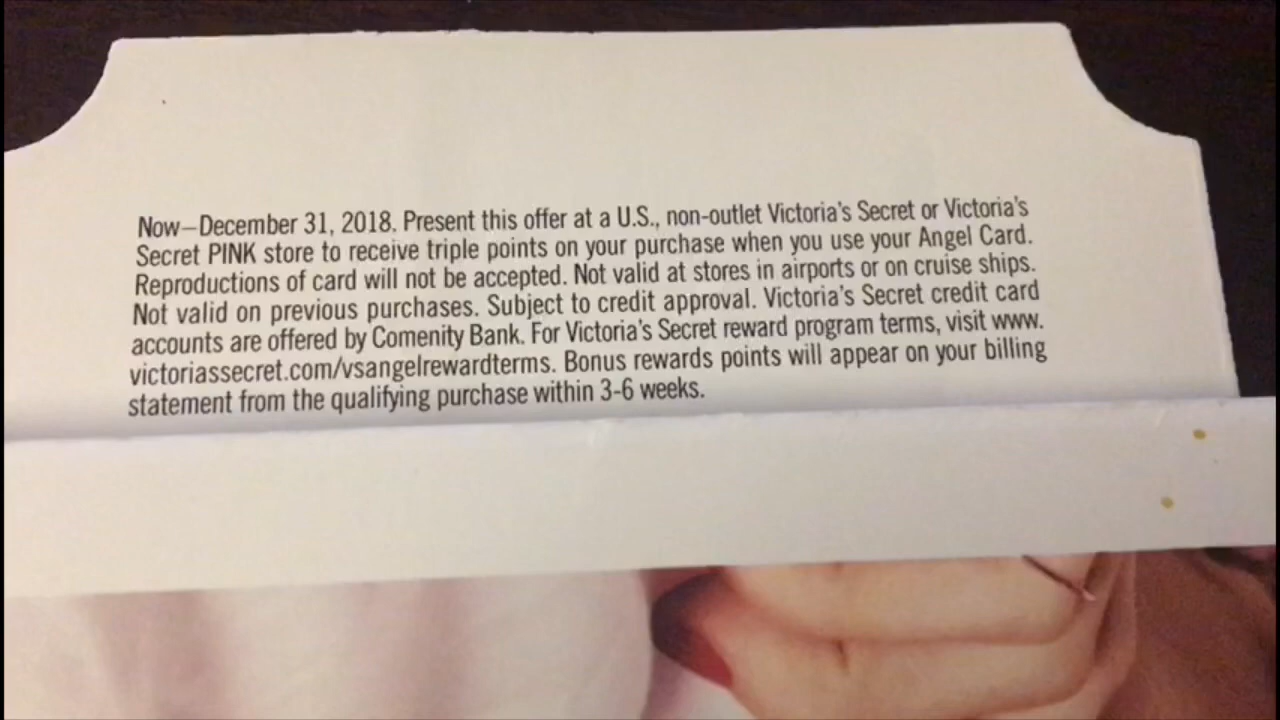 Now–December 31, 2018. Present this offer at a U.S., non-outlet Victoria's Secret or Victoria's
Secret PINK store to receive triple points on your purchase when you use your Angel Card.
Reproductions of card will not be accepted. Not valid at stores in airports or on cruise ships.
Not valid on previous purchases. Subject to credit approval. Victoria's Secret credit card
accounts are offered by Comenity Bank. For Victoria's Secret reward program terms, visit www.
victoriassecret.com/vsangelrewardterms. Bonus rewards points will appear on your billing
statement from the qualifying purchase within 3-6 weeks.